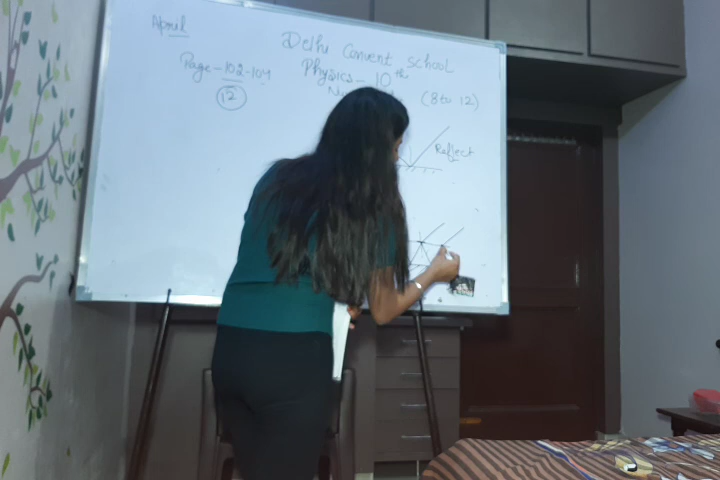 April
Delhi Convent school
Page-102-104
Physics- 10th
12
(8 to 12)
Reflect